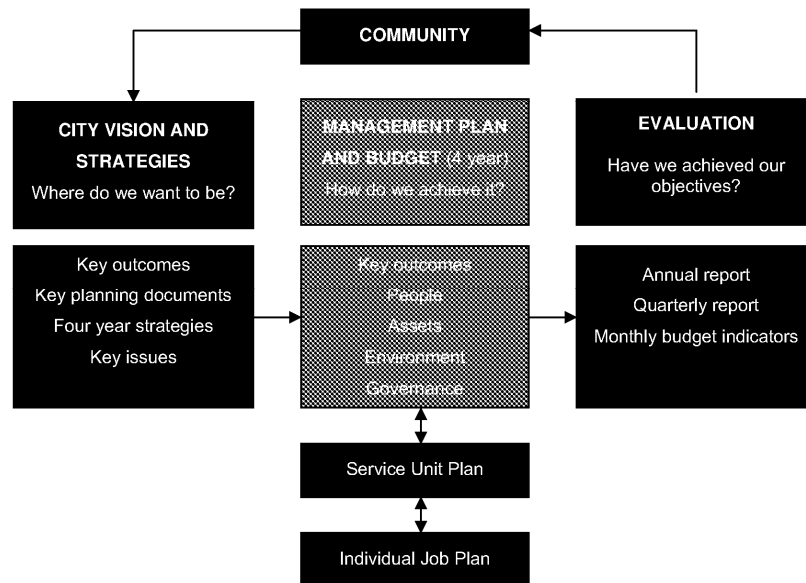 COMMUNITY
CITY VISION AND
STRATEGIES
Where do we want to be?
MANAGEMENT PLAN
AND BUDGET (4 year)
How do we achieve it?
EVALUATION
Have we achieved our
objectives?
Key outcomes
Key planning documents
Four year strategies
Key issues
Key outcomes
People
Assets
Environment
Governance
Annual report
Quarterly report
Monthly budget indicators
Service Unit Plan
Individual Job Plan